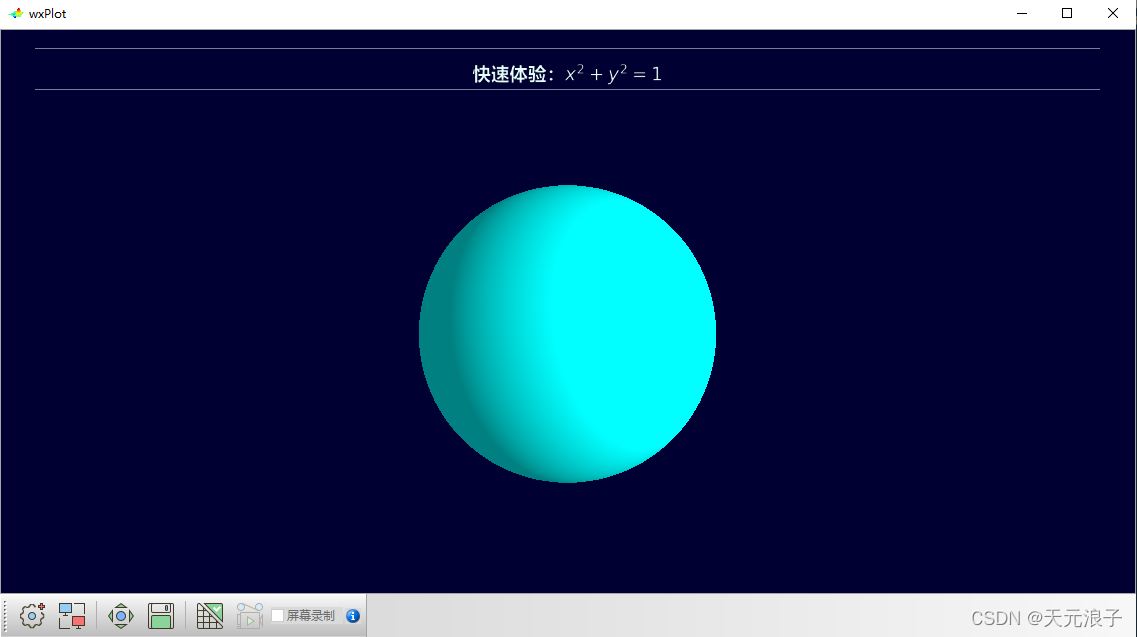 wxPlot
快速体验：x² + y² = 1
屏幕录制
CSDN @天元浪子